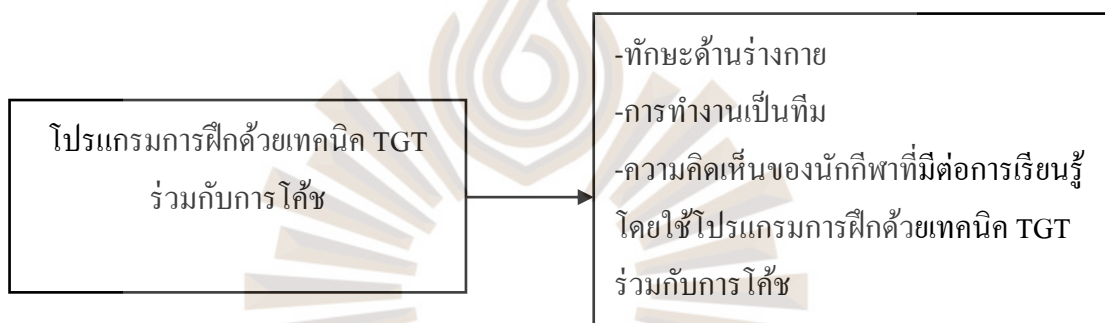 โปรแกรมการฝึกด้วยเทคนิค TGT
ร่วมกับการโค้ช
-ทักษะด้านร่างกาย
-การทำงานเป็นทีม
-ความคิดเห็นของนักกีฬาที่มีต่อการเรียนรู้
โดยใช้โปรแกรมการฝึกด้วยเทคนิค TGT
ร่วมกับการโค้ช